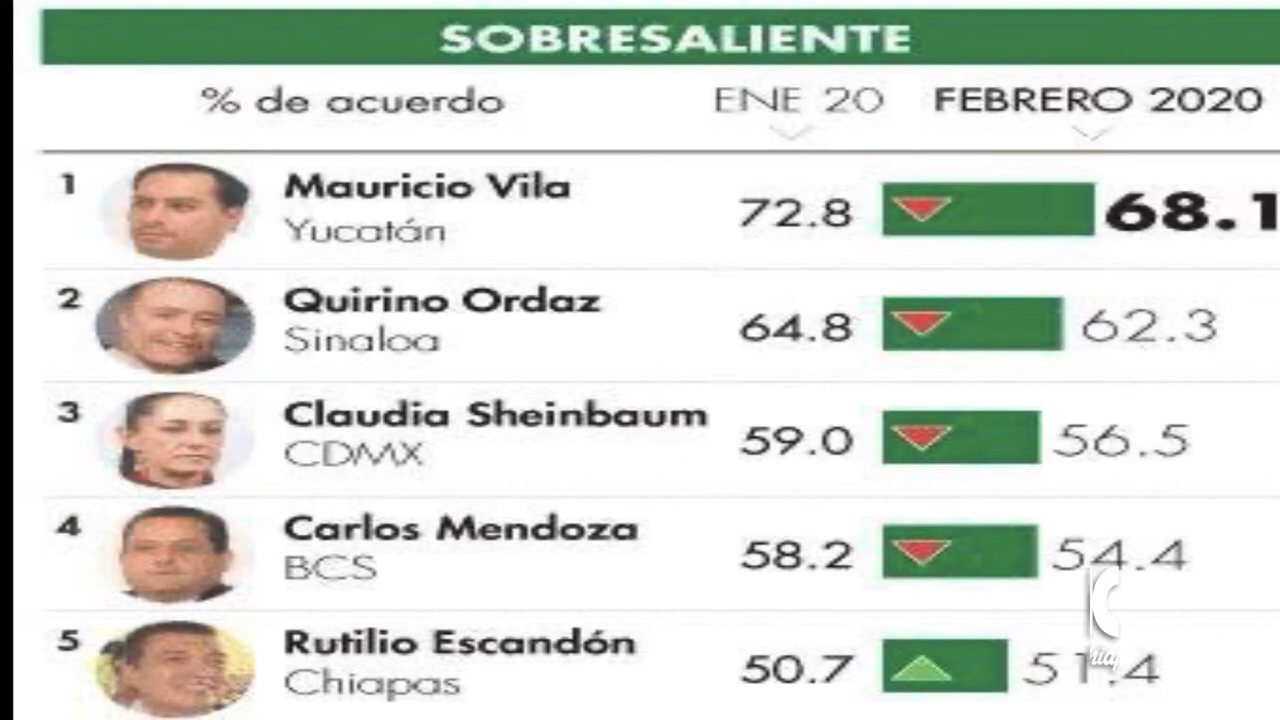 SOBRESALIENTE
% de acuerdo ENE 20 FEBRERO 2020
1 Mauricio Vila 72.8 68.1
Yucatán
2 Quirino Ordaz 64.8 62.3
Sinaloa
3 Claudia Sheinbaum 59.0 56.5
CDMX
4 Carlos Mendoza 58.2 54.4
BCS
5 Rutilio Escandón 50.7 51.4
Chiapas